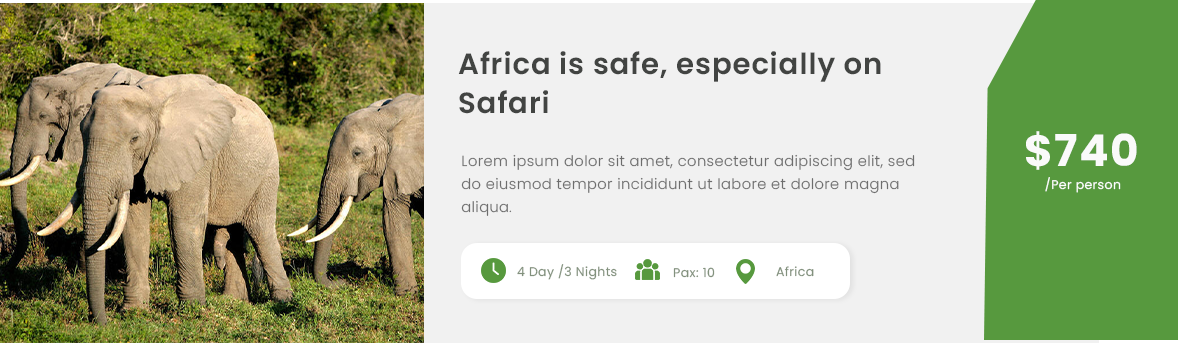 Africa is safe, especially on
Safari
Lorem ipsum dolor sit amet, consectetur adipiscing elit, sed
do eiusmod tempor incididunt ut labore et dolore magna
aliqua.
4 Day /3 Nights Pax: 10 Africa
$740
/Per person